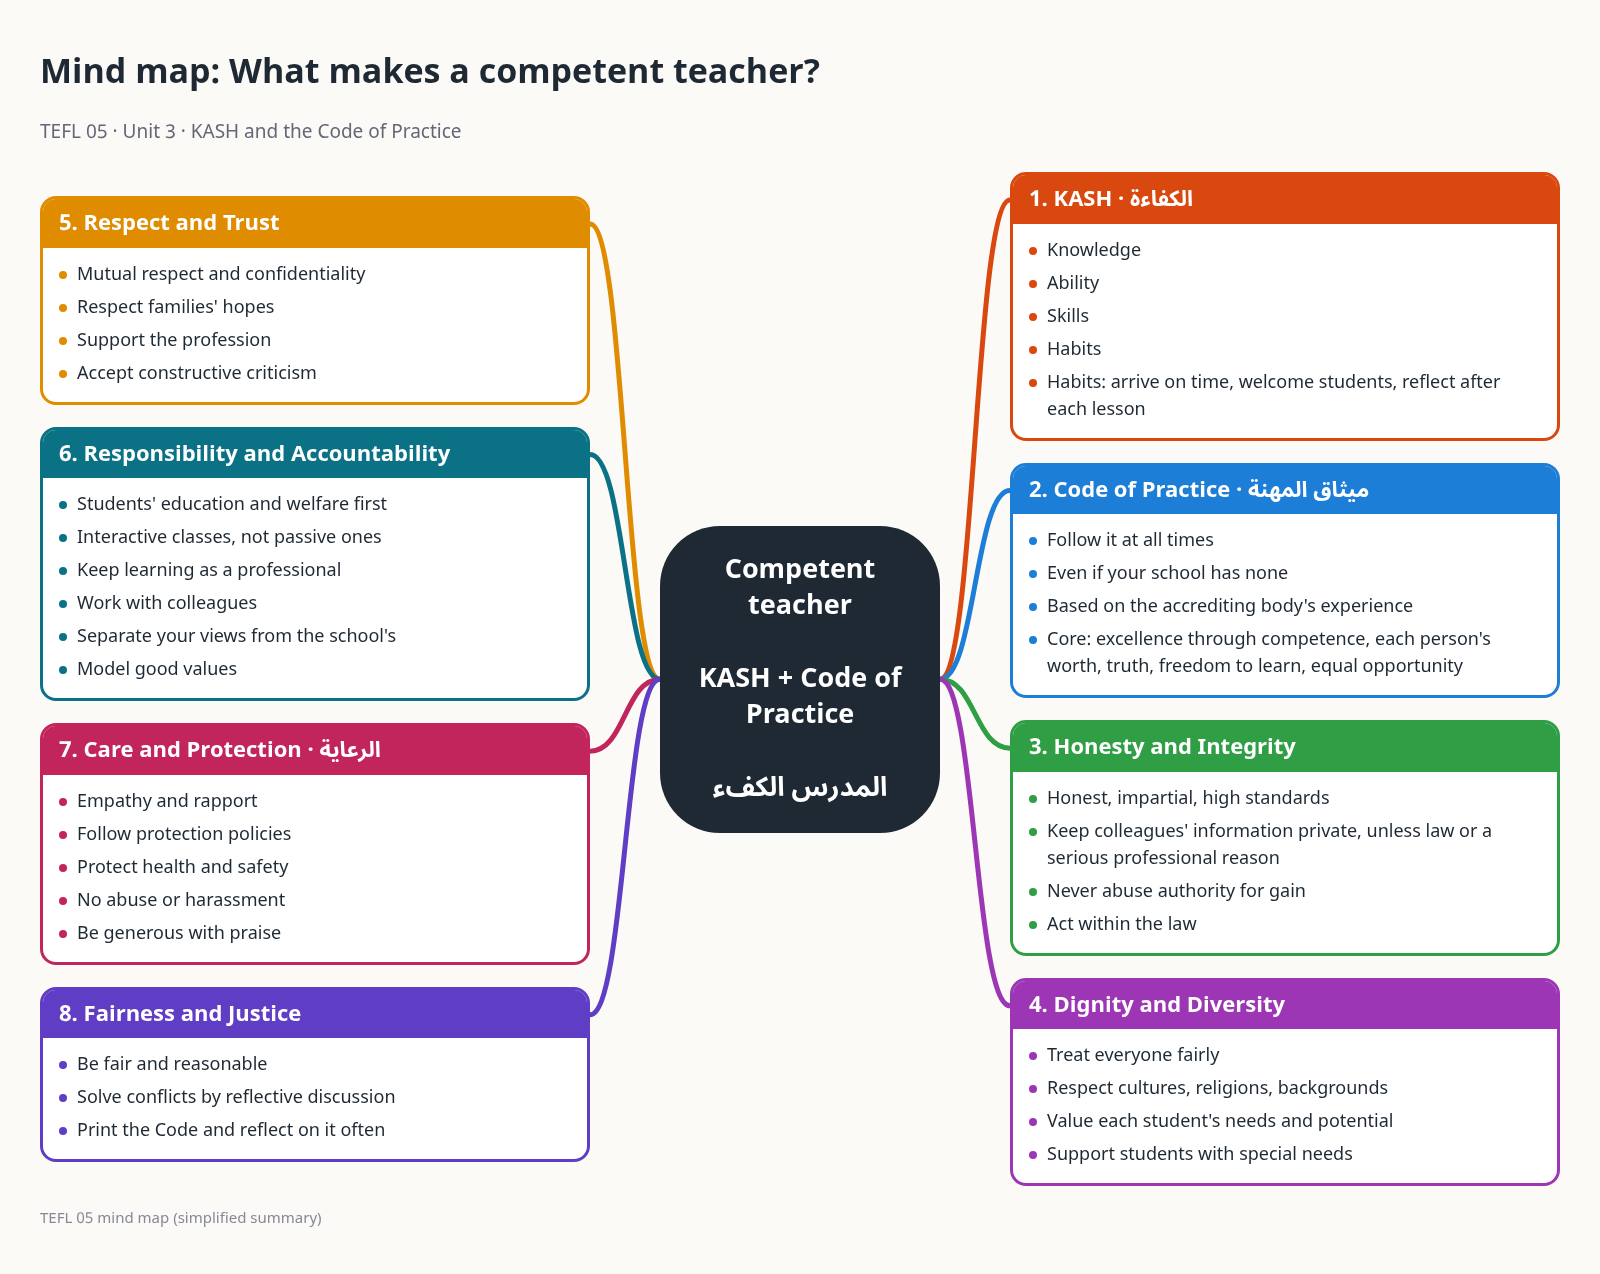 Mind map: What makes a competent teacher?
TEFL 05 · Unit 3 · KASH and the Code of Practice
Competent
teacher
KASH + Code of
Practice
المدرس الكفء
1. KASH · الكفاءة
Knowledge
Ability
Skills
Habits
Habits: arrive on time, welcome students, reflect after
each lesson
2. Code of Practice · ميثاق المهنة
Follow it at all times
Even if your school has none
Based on the accrediting body's experience
Core: excellence through competence, each person's
worth, truth, freedom to learn, equal opportunity
3. Honesty and Integrity
Honest, impartial, high standards
Keep colleagues' information private, unless law or a
serious professional reason
Never abuse authority for gain
Act within the law
4. Dignity and Diversity
Treat everyone fairly
Respect cultures, religions, backgrounds
Value each student's needs and potential
Support students with special needs
5. Respect and Trust
Mutual respect and confidentiality
Respect families' hopes
Support the profession
Accept constructive criticism
6. Responsibility and Accountability
Students' education and welfare first
Interactive classes, not passive ones
Keep learning as a professional
Work with colleagues
Separate your views from the school's
Model good values
7. Care and Protection · الرعاية
Empathy and rapport
Follow protection policies
Protect health and safety
No abuse or harassment
Be generous with praise
8. Fairness and Justice
Be fair and reasonable
Solve conflicts by reflective discussion
Print the Code and reflect on it often
TEFL 05 mind map (simplified summary)